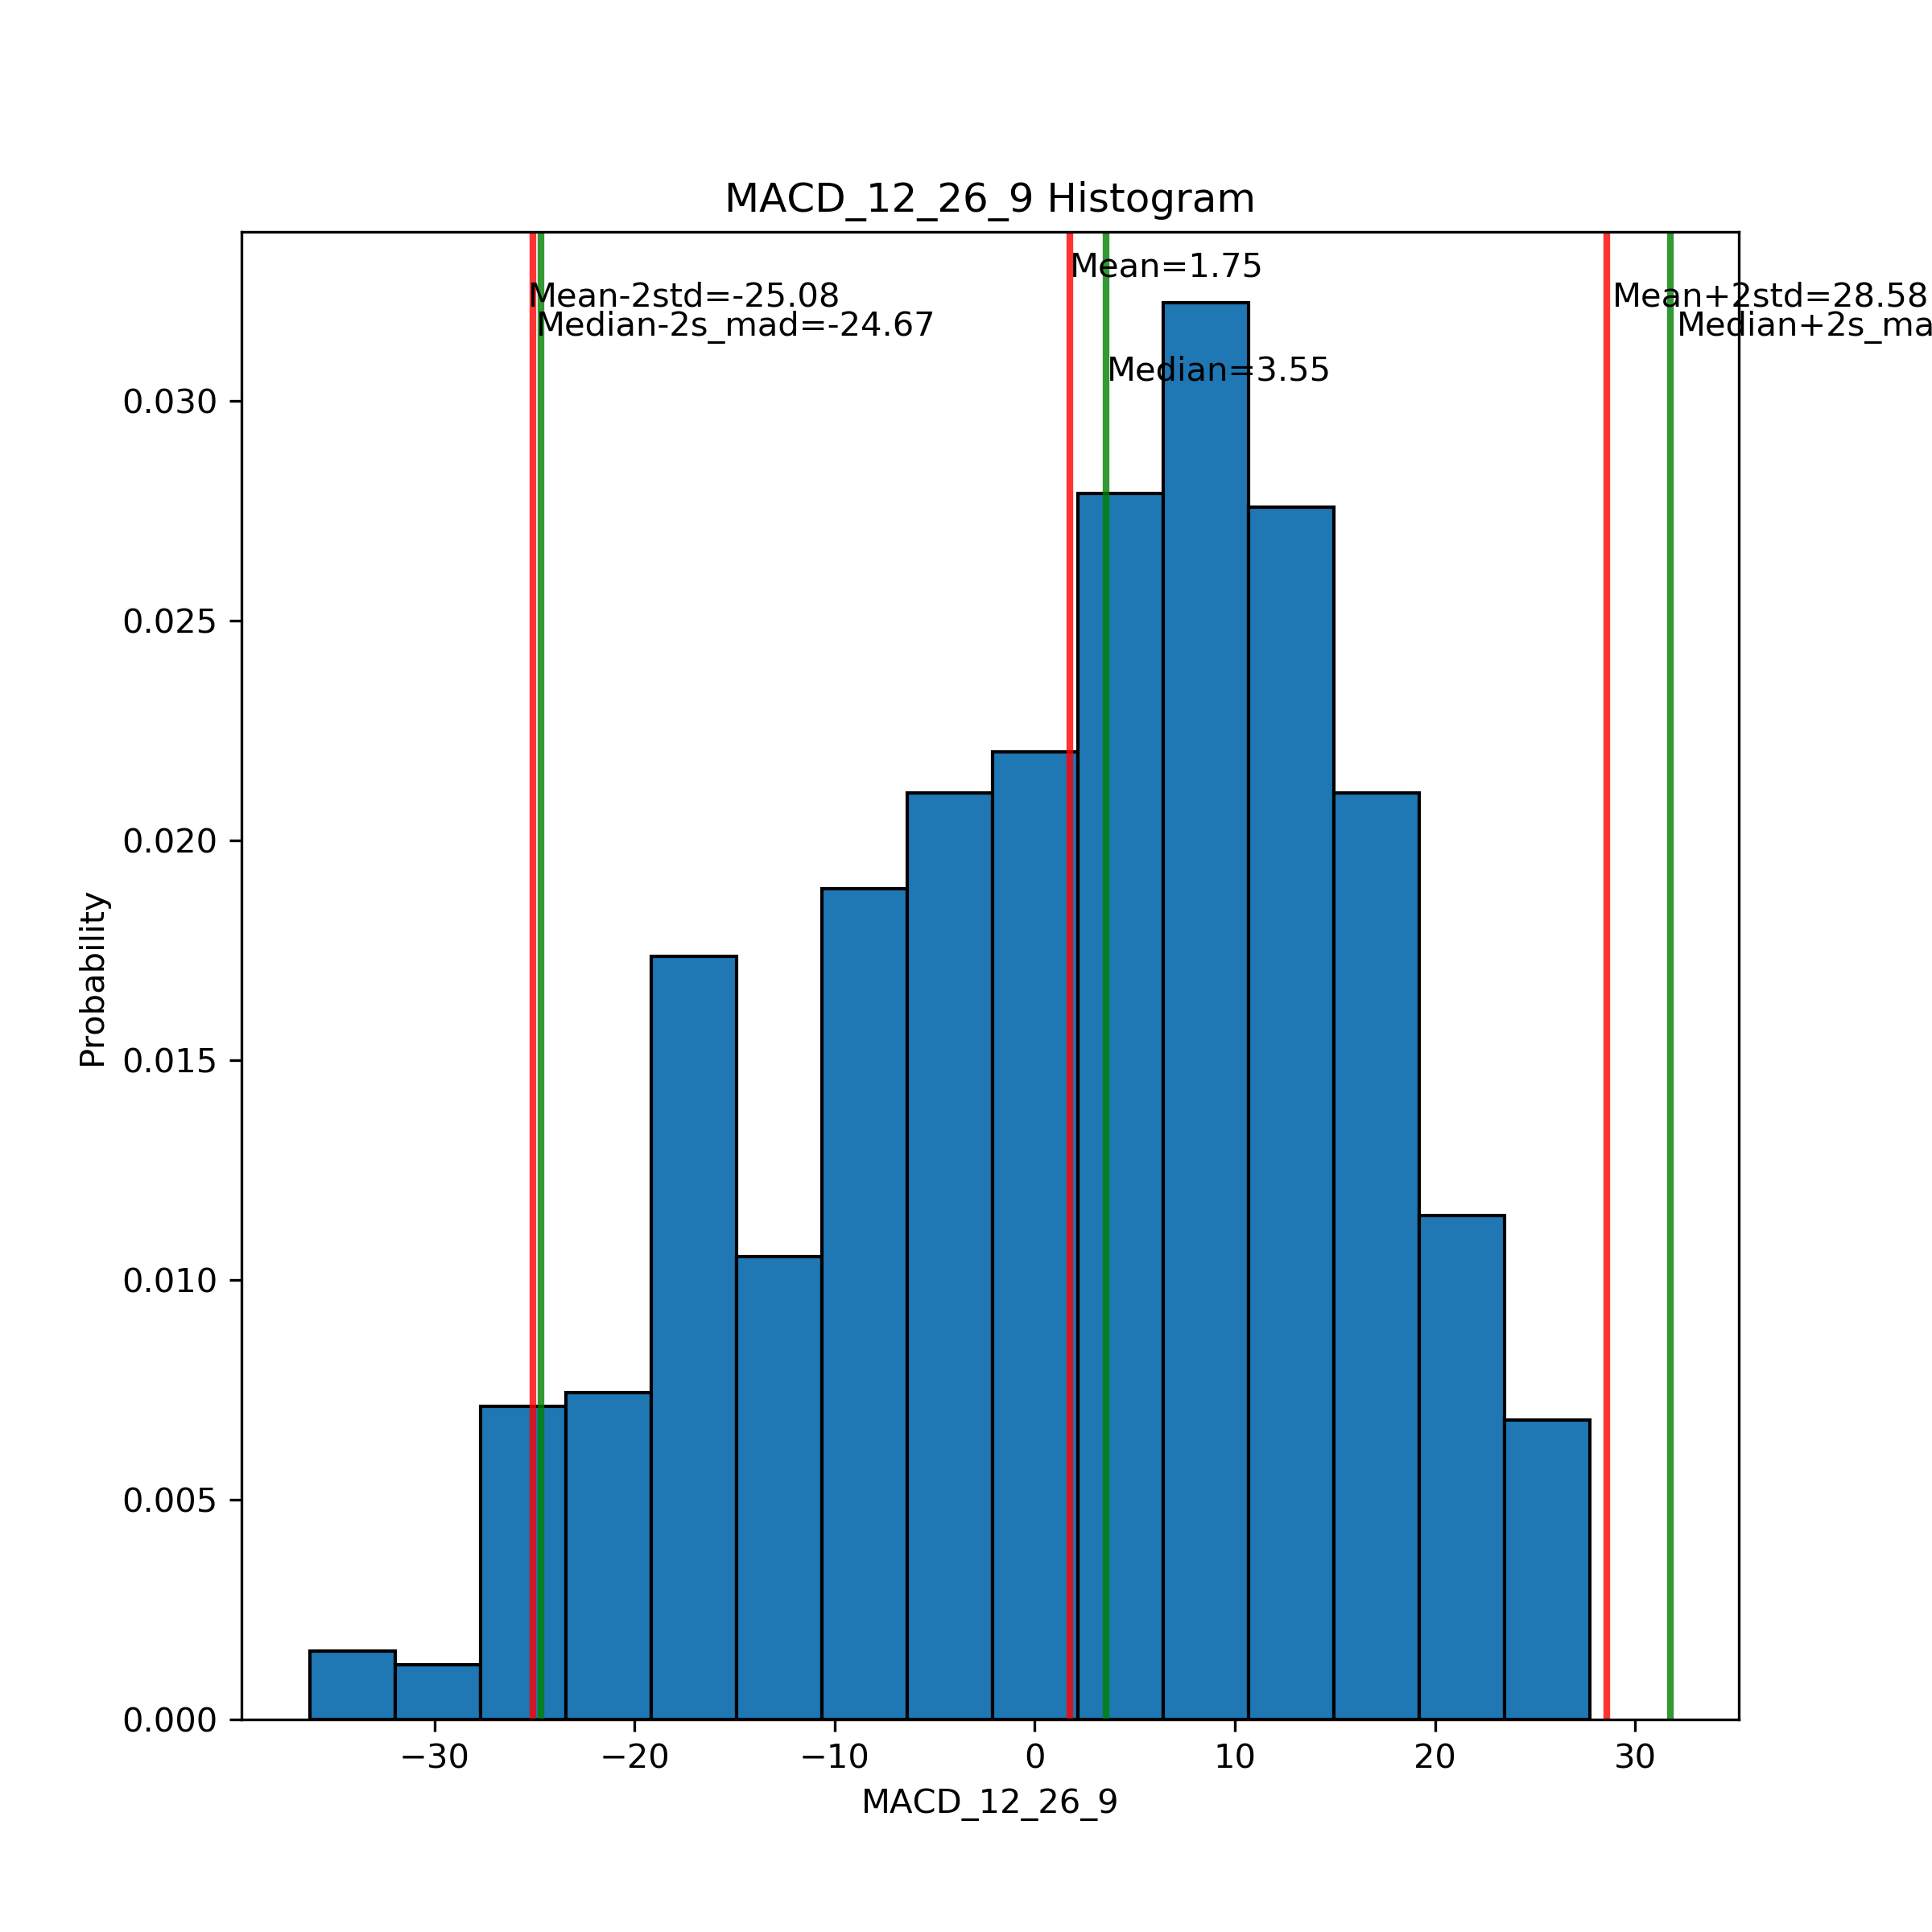 MACD_12_26_9 Histogram
Mean=1.75
Mean-2std=-25.08
Mean+2std=28.58
Median-2s_mad=-24.67
Median+2s_ma
Median=3.55
0.030
0.025
0.020
0.015
0.010
0.005
0.000
Probability
−30
−20
−10
0
10
20
30
MACD_12_26_9